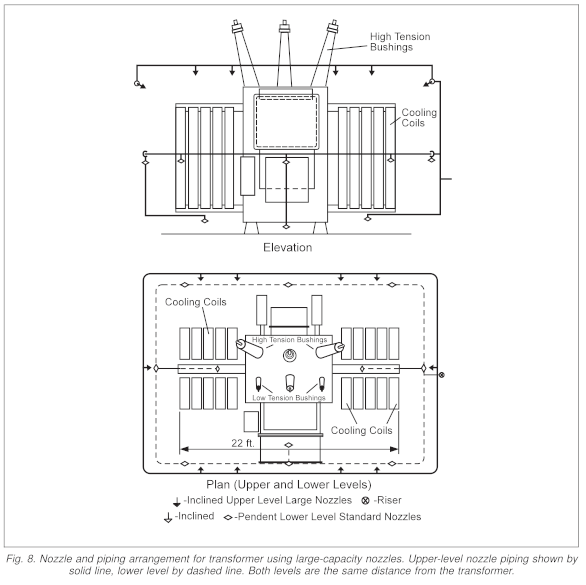 High Tension
Bushings
Cooling
Coils
Elevation
Cooling Coils
High Tension Bushings
Low Tension Bushings
Cooling Coils
22 ft.
Plan (Upper and Lower Levels)
-Inclined Upper Level Large Nozzles -Riser
-Inclined -Pendent Lower Level Standard Nozzles
Fig. 8. Nozzle and piping arrangement for transformer using large-capacity nozzles. Upper-level nozzle piping shown by
solid line, lower level by dashed line. Both levels are the same distance from the transformer.